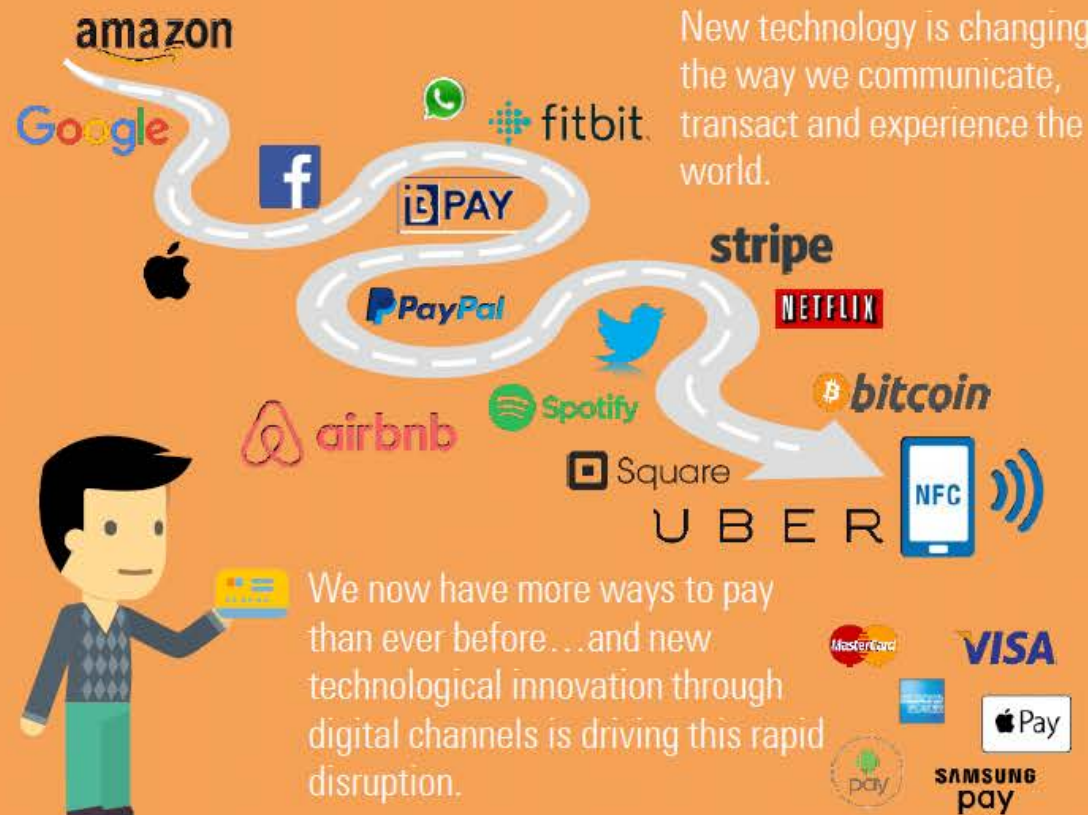 amazon
New technology is changing
the way we communicate,
transact and experience the
world.
Google
fitbit.
f
B PAY
stripe
PayPal
NETFLIX
bitcoin
Spotify
airbnb
Square
NFC
UBER
We now have more ways to pay
than ever before...and new
technological innovation through
digital channels is driving this rapid
disruption.
MasterCard
VISA
Pay
pay
SAMSUNG
pay